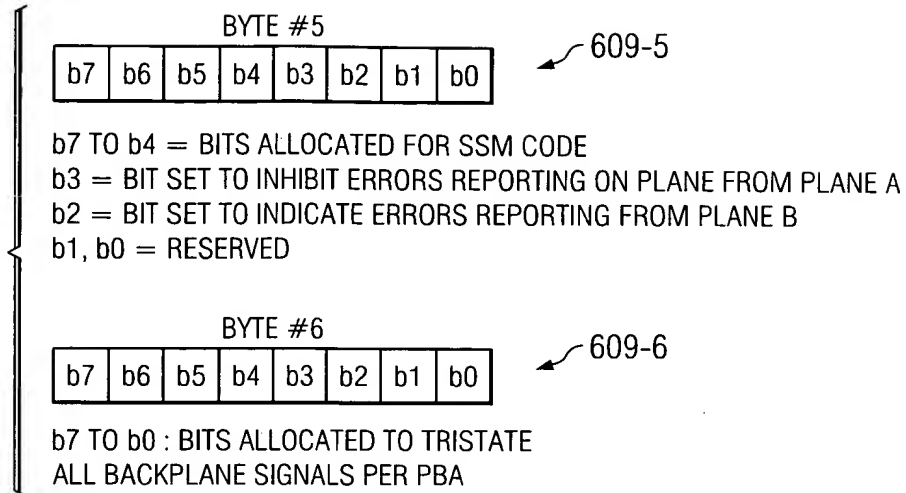 BYTE #5
b7 b6 b5 b4 b3 b2 b1 b0
609-5
b7 TO b4 = BITS ALLOCATED FOR SSM CODE
b3 = BIT SET TO INHIBIT ERRORS REPORTING ON PLANE FROM PLANE A
b2 = BIT SET TO INDICATE ERRORS REPORTING FROM PLANE B
b1, b0 = RESERVED
BYTE #6
b7 b6 b5 b4 b3 b2 b1 b0
609-6
b7 TO b0 : BITS ALLOCATED TO TRISTATE
ALL BACKPLANE SIGNALS PER PBA